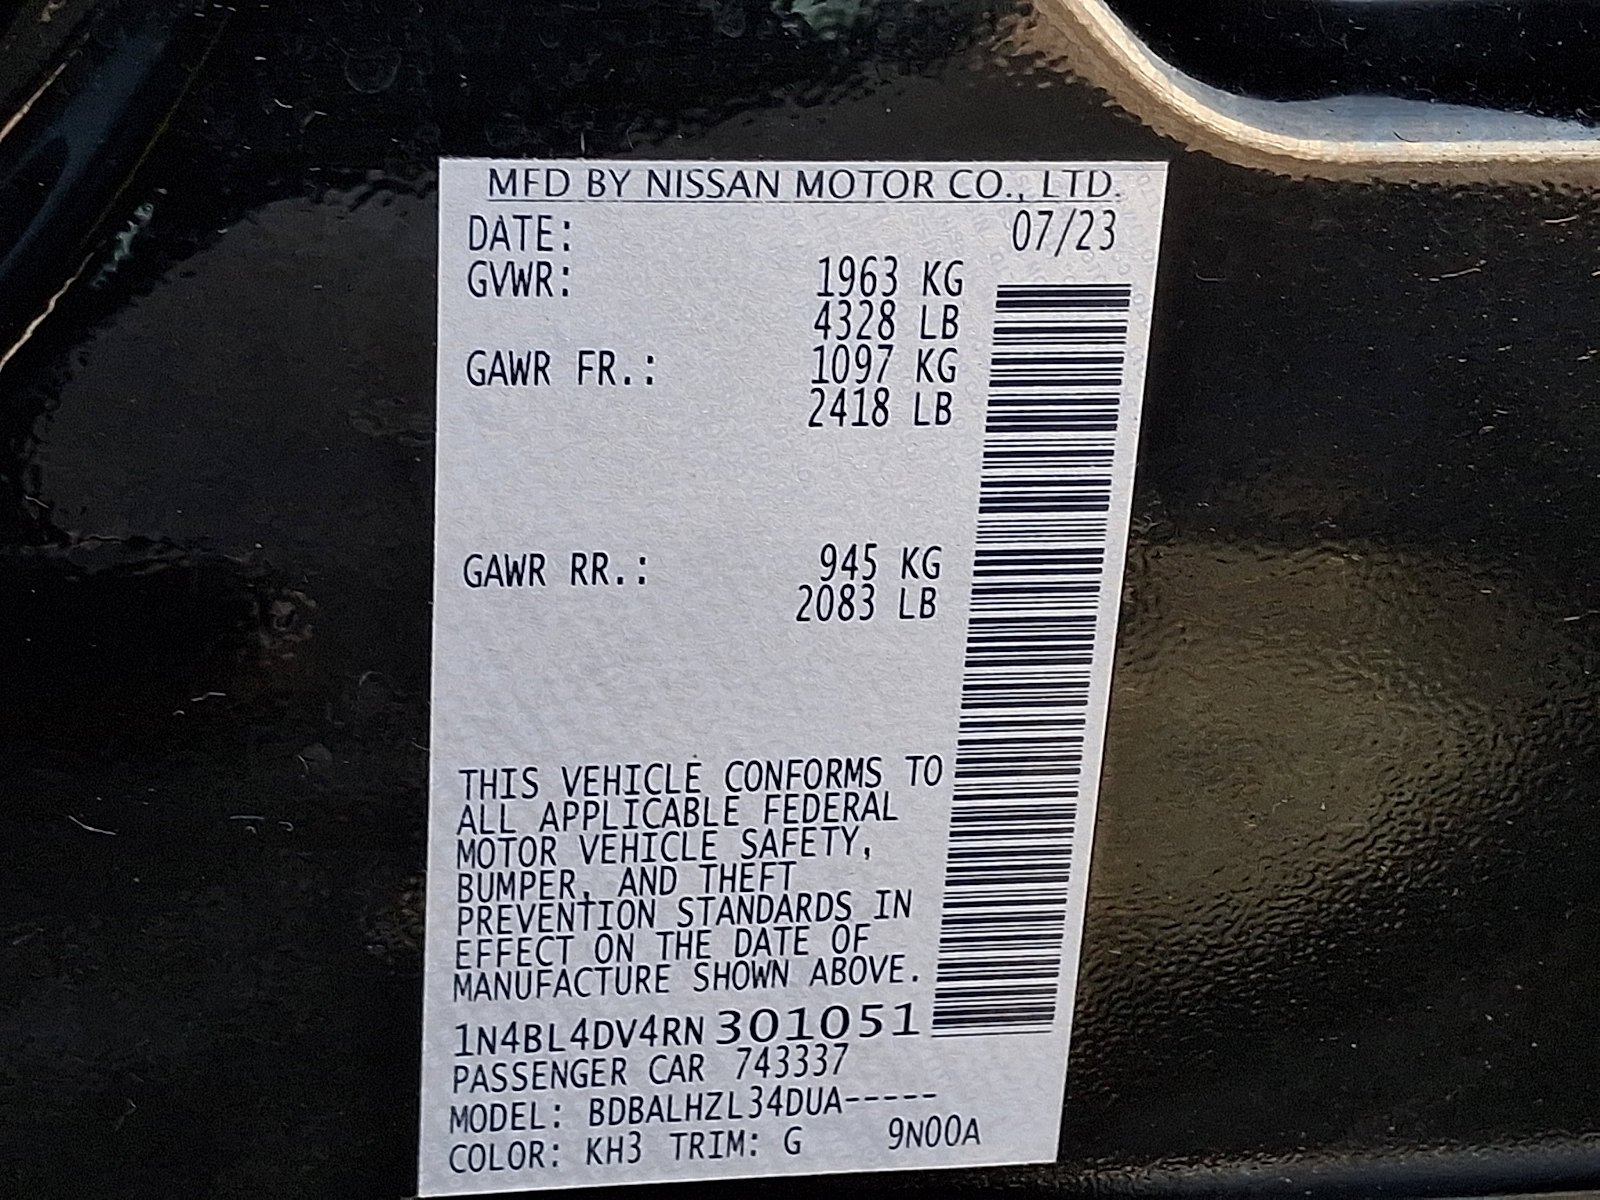 MFD BY NISSAN MOTOR CO., LTD.
DATE: 07/23
GVWR: 1963 KG
4328 LB
GAWR FR.: 1097 KG
2418 LB
GAWR RR.: 945 KG
2083 LB
THIS VEHICLE CONFORMS TO
ALL APPLICABLE FEDERAL
MOTOR VEHICLE SAFETY,
BUMPER, AND THEFT
PREVENTION STANDARDS IN
EFFECT ON THE DATE OF
MANUFACTURE SHOWN ABOVE.
1N4BL4DV4RN301051
PASSENGER CAR 743337
MODEL: BDBALHZL34DUA-----
COLOR: KH3 TRIM: G 9N00A